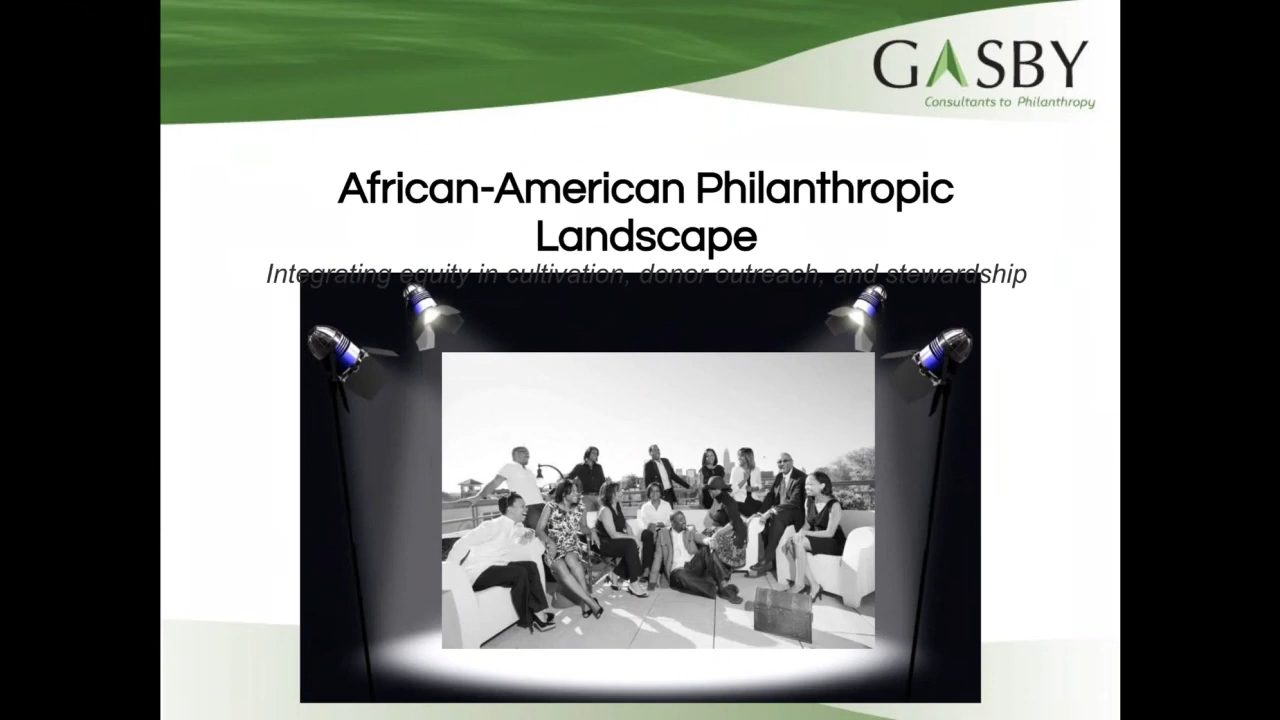 GASBY
Consultants to Philanthropy
African-American Philanthropic
Landscape
Integrating equity in cultivation, donor outreach, and stewardship